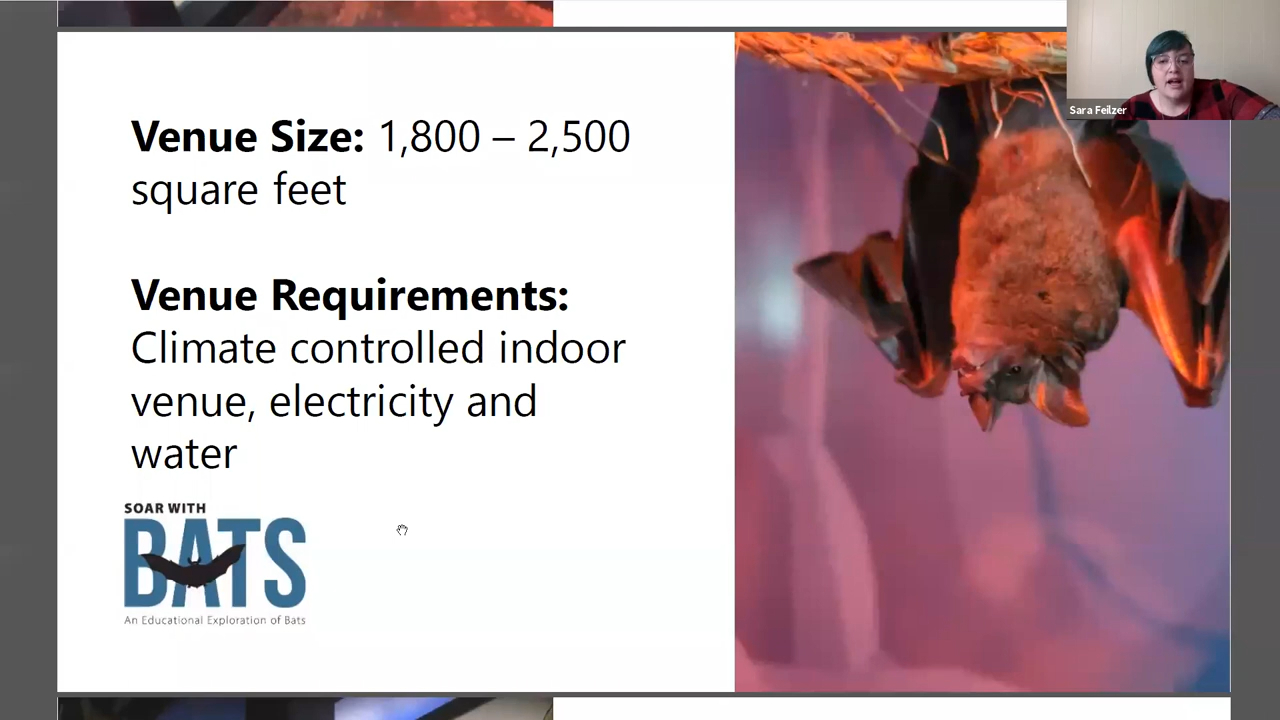 Venue Size: 1,800 – 2,500
square feet
Venue Requirements:
Climate controlled indoor
venue, electricity and
water
SOAR WITH
BATS
An Educational Exploration of Bats
Sara Feilzer